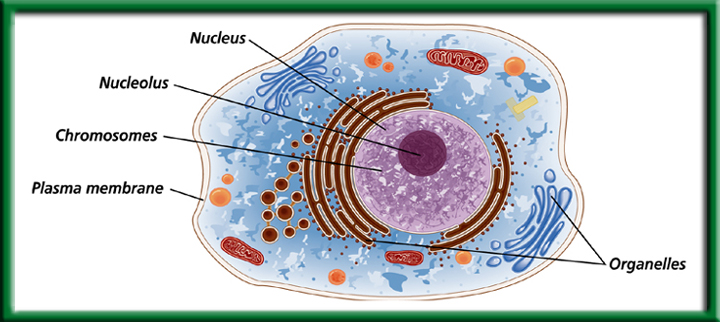 Nucleus
Nucleolus
Chromosomes
Plasma membrane
Organelles